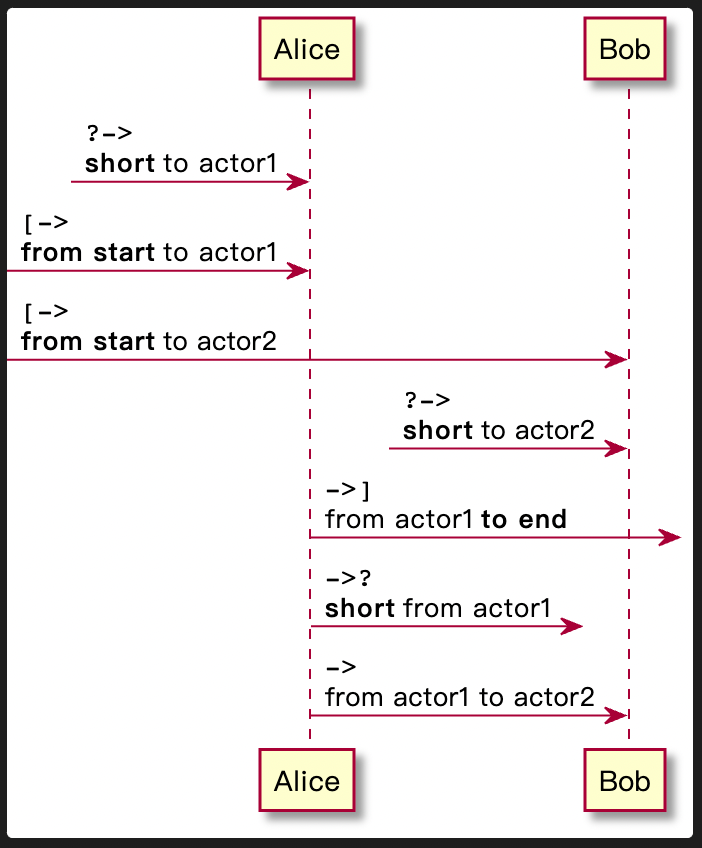 Alice
Bob
?->
short to actor1
[->
from start to actor1
[->
from start to actor2
?->
short to actor2
->]
from actor1 to end
->?
short from actor1
->
from actor1 to actor2
Alice
Bob